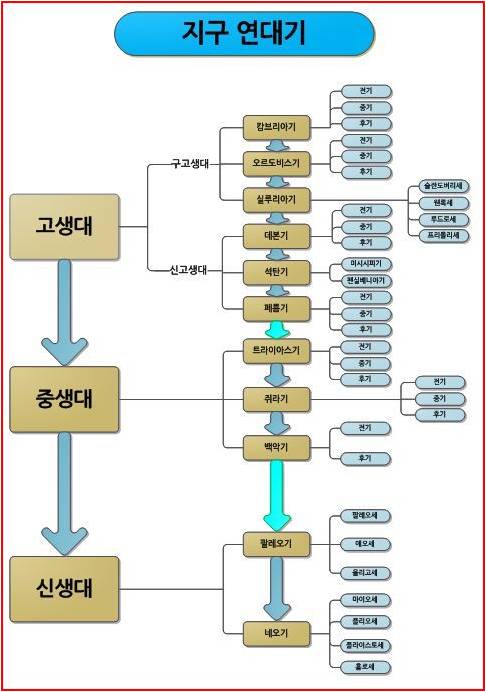 지구 연대기
고생대
구고생대
캄브리아기
전기
중기
후기
오르도비스기
전기
중기
후기
실루리아기
슬란도버리세
웬록세
루드로세
프리돌리세
신고생대
데본기
전기
중기
후기
석탄기
미시시피기
펜실베니아기
페름기
전기
중기
후기
중생대
트라이아스기
전기
중기
후기
쥐라기
전기
중기
후기
백악기
전기
후기
신생대
팔레오기
팔레오세
에오세
올리고세
네오기
마이오세
플리오세
플라이스토세
홀로세